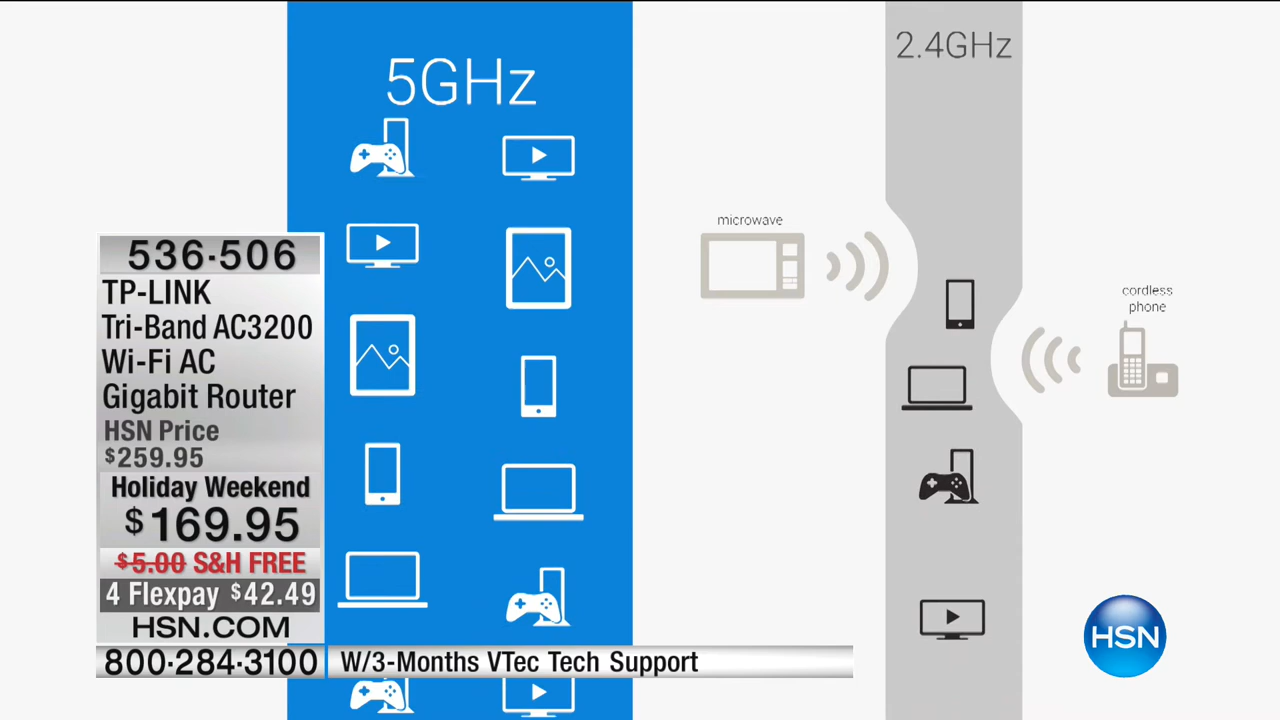 5GHz
2.4GHz
microwave
cordless
phone
536·506
TP-LINK
Tri-Band AC3200
Wi-Fi AC
Gigabit Router
HSN Price
$259.95
Holiday Weekend
$169.95
$5.00 S&H FREE
4 Flexpay $42.49
HSN.COM
800·284·3100
W/3-Months VTec Tech Support
HSN